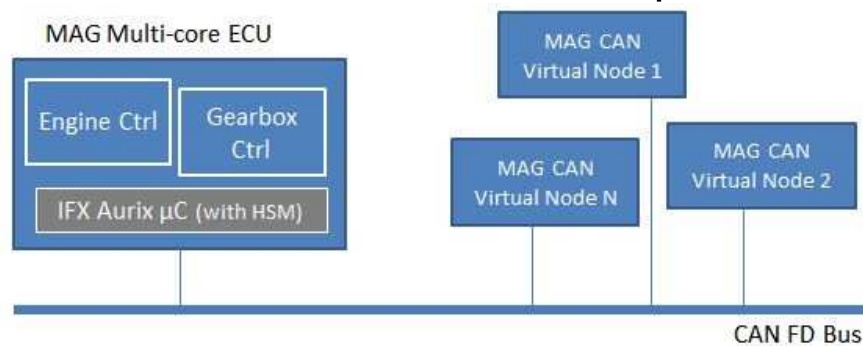 MAG Multi-core ECU
Engine Ctrl
Gearbox
Ctrl
IFX Aurix µC (with HSM)
MAG CAN
Virtual Node 1
MAG CAN
Virtual Node N
MAG CAN
Virtual Node 2
CAN FD Bus